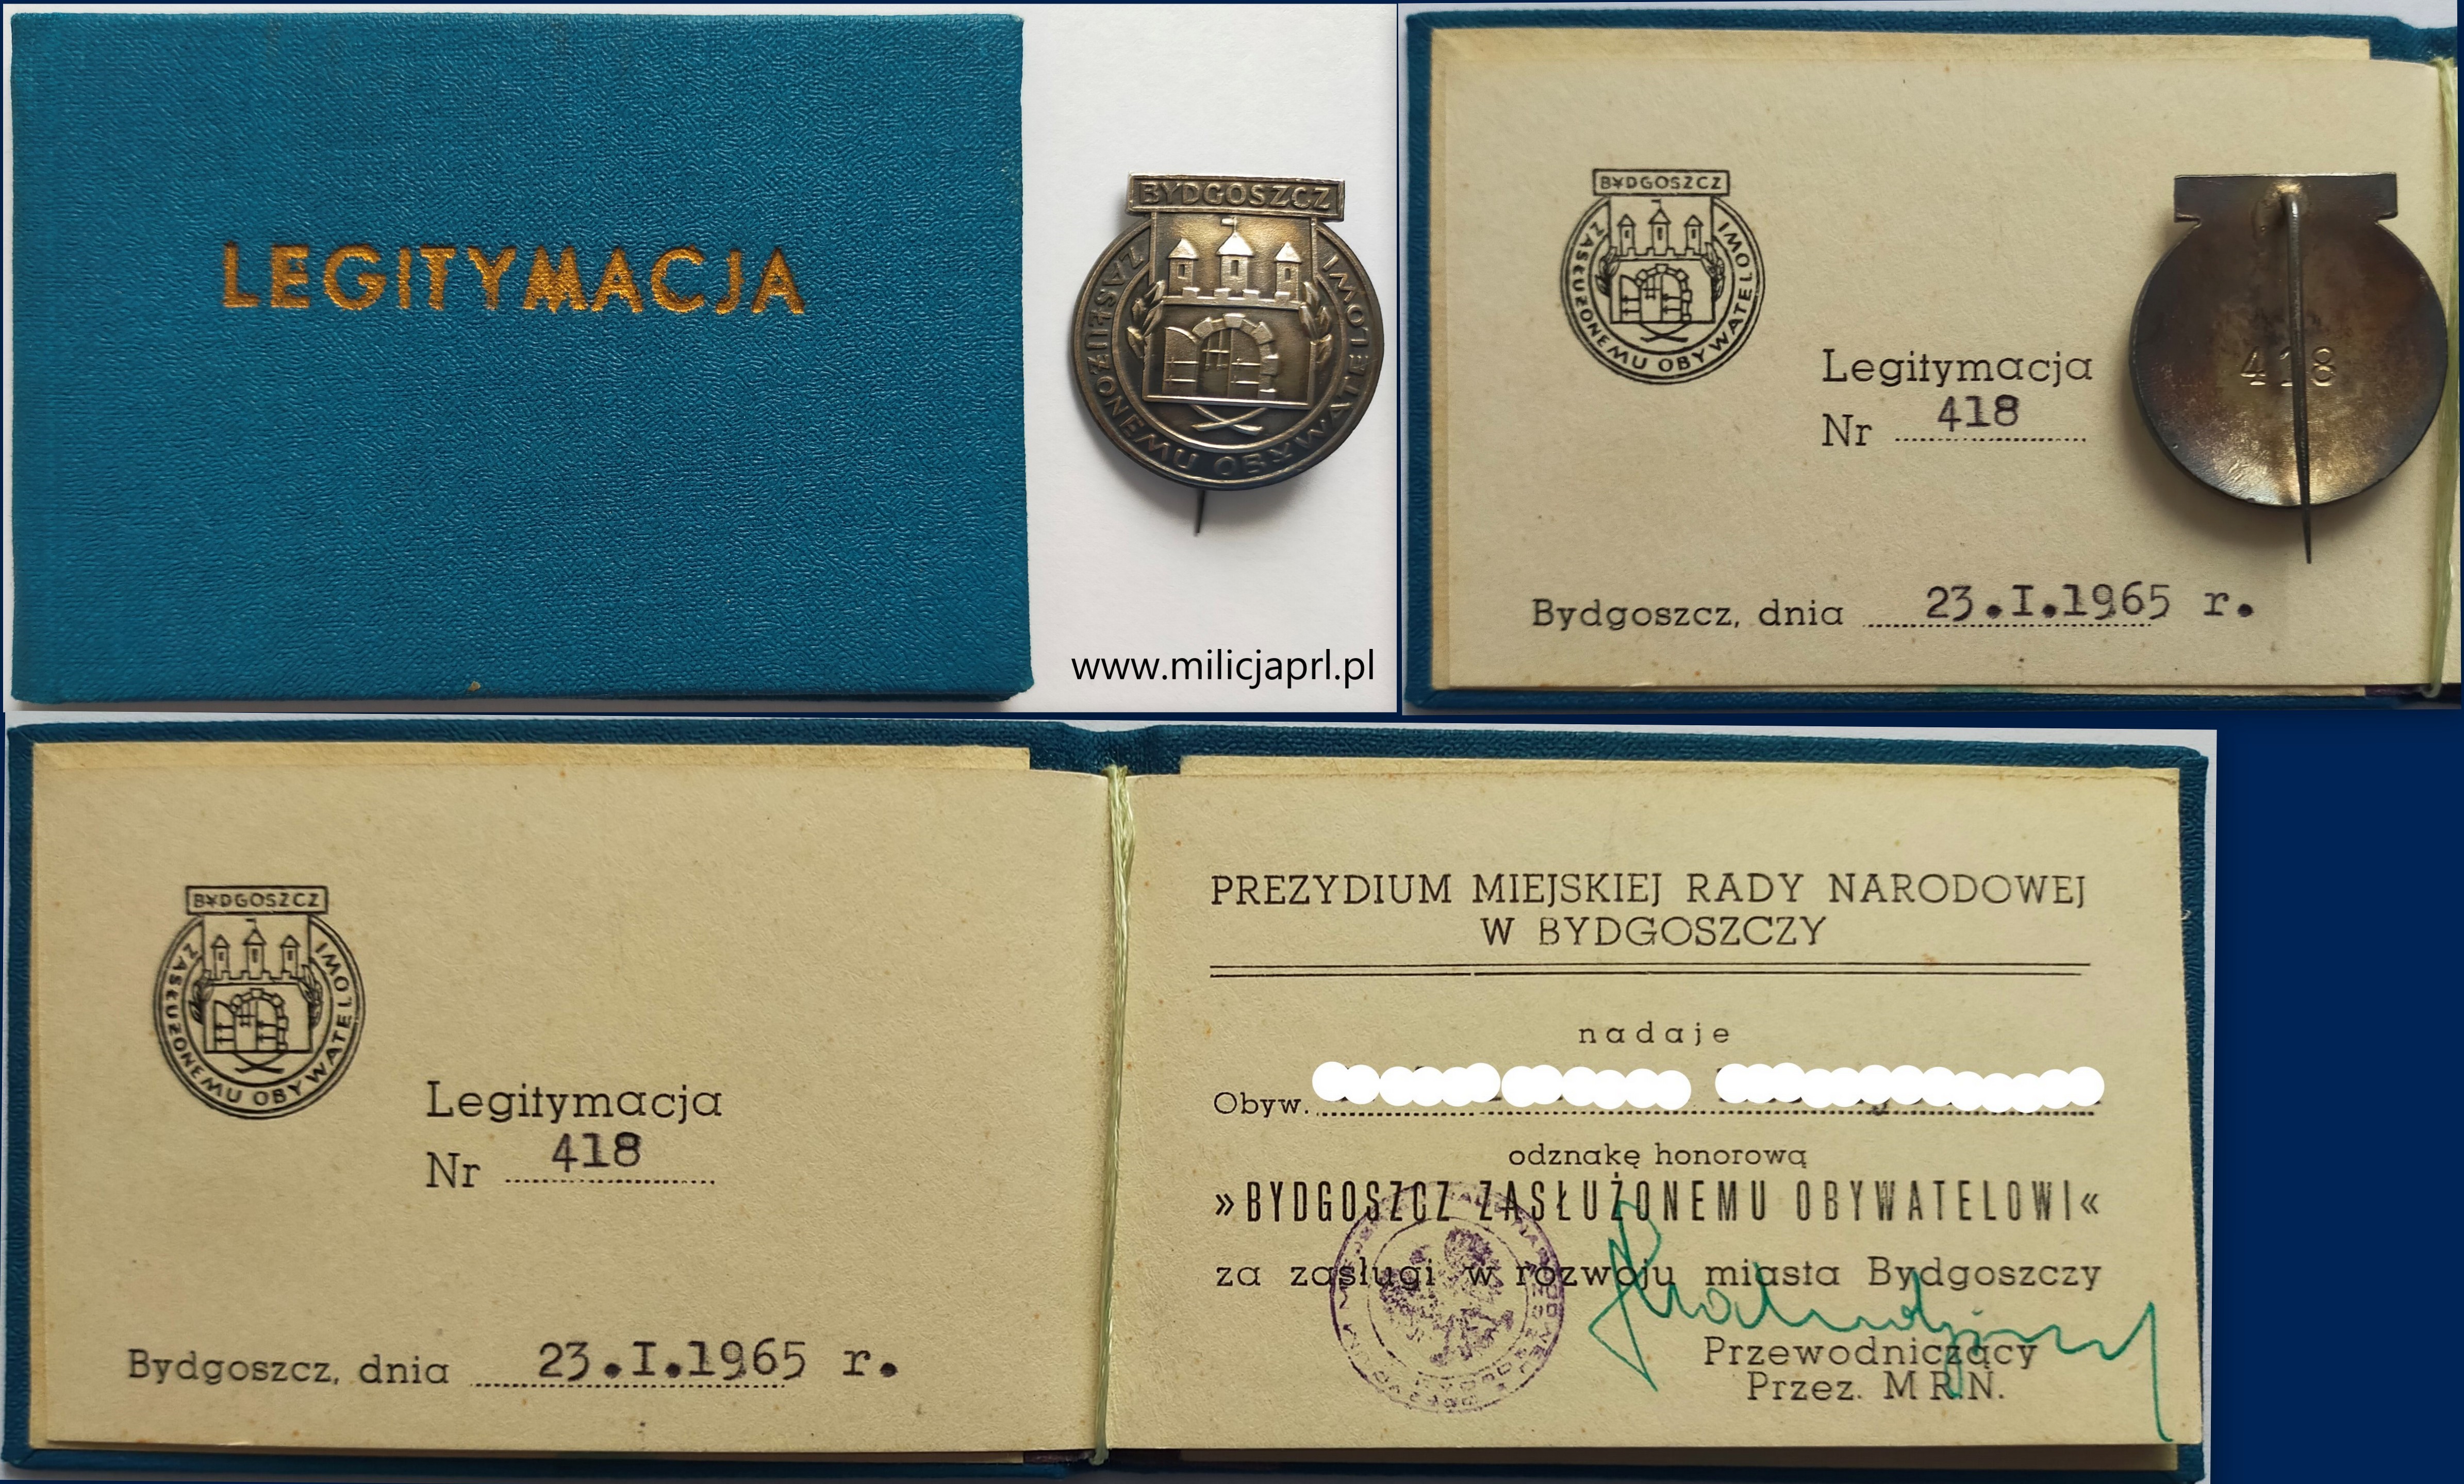 LEGITYMACJA
BYDGOSZCZ
ZASŁUŻONEMU OBYWATELOWI
www.milicjaprl.pl
BYDGOSZCZ
ZASŁUŻONEMU OBYWATELOWI
Legitymacja
Nr 418
418
Bydgoszcz, dnia 23.I.1965 r.
BYDGOSZCZ
ZASŁUŻONEMU OBYWATELOWI
Legitymacja
Nr 418
Bydgoszcz, dnia 23.I.1965 r.
PREZYDIUM MIEJSKIEJ RADY NARODOWEJ
W BYDGOSZCZY
nadaje
Obyw.
odznakę honorową
»BYDGOSZCZ ZASŁUŻONEMU OBYWATELOWI«
za zasługi w rozwoju miasta Bydgoszczy
Przewodniczący
Przez. M R.N.